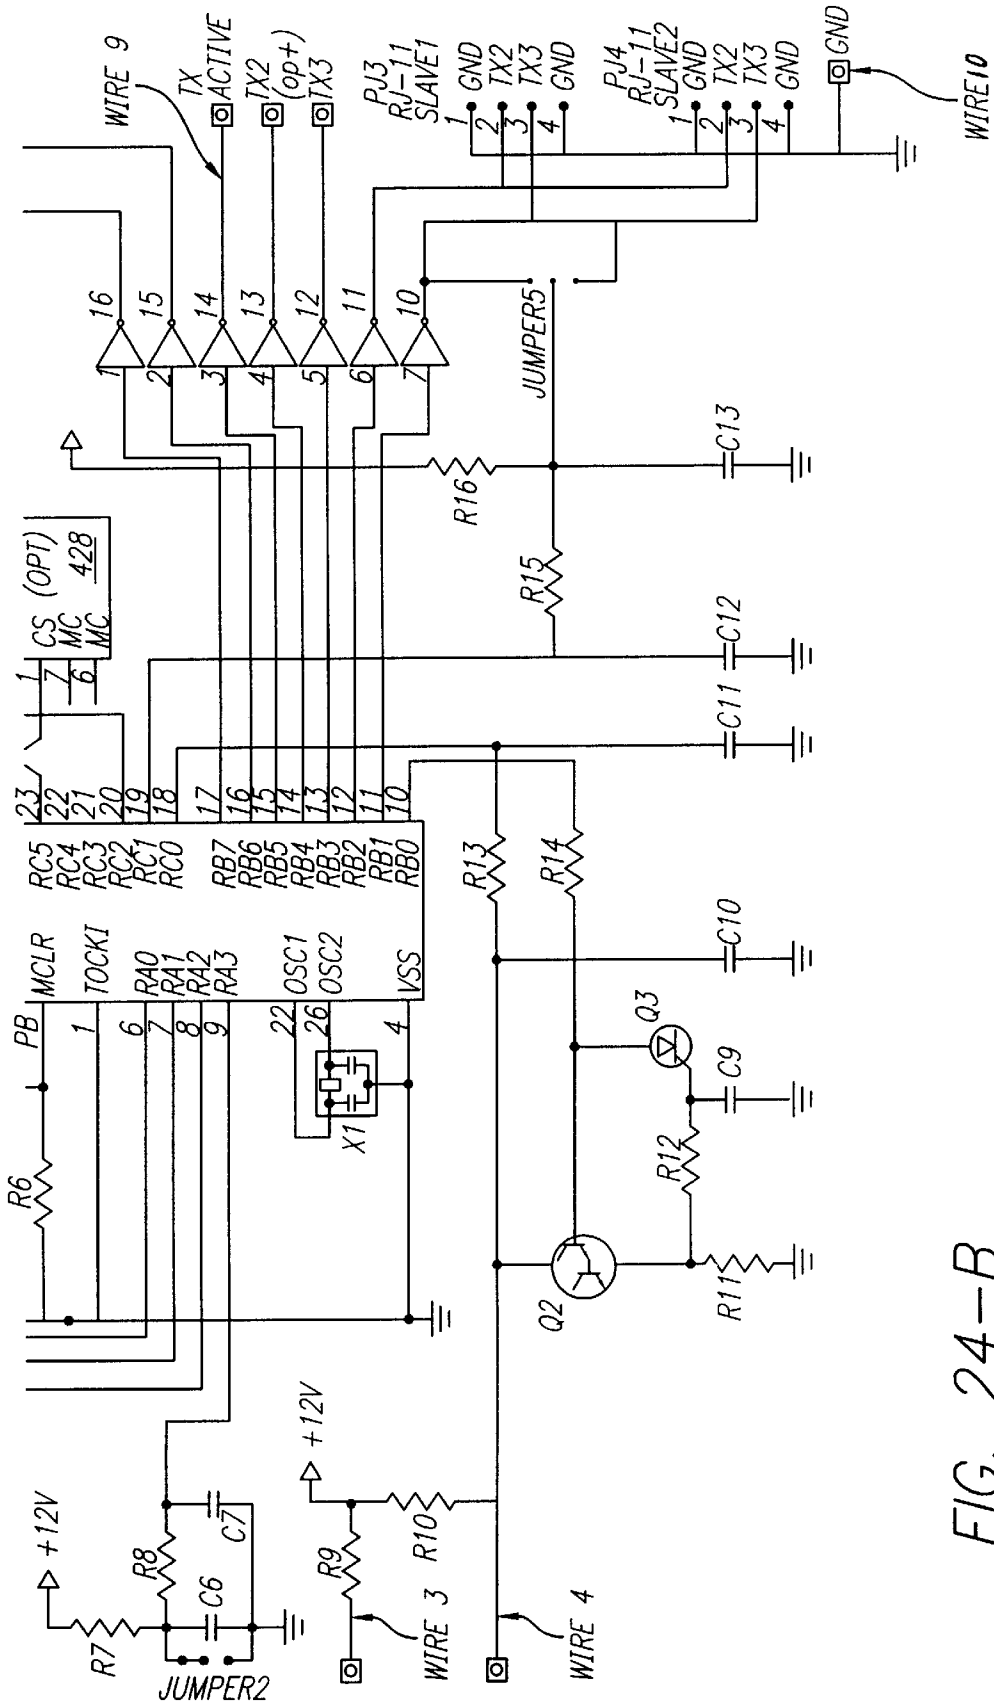 WIRE 9
TX
ACTIVE
TX2
(op+)
TX3
PJ3
RJ-11
SLAVE1
1 GND
2 TX2
3 TX3
4 GND
PJ4
RJ-11
SLAVE2
1 GND
2 TX2
3 TX3
4 GND
GND
WIRE10
16
15
14
13
12
11
10
1
2
3
4
5
6
7
JUMPER5
R16
C13
R15
C12
C11
1 CS (OPT)
7 MC 428
6 MC
23 RC5
22 RC4
21 RC3
20 RC2
19 RC1
18 RC0
17 RB7
16 RB6
15 RB5
14 RB4
13 RB3
12 RB2
11 RB1
10 RB0
PB MCLR
1 TOCKI
6 RA0
7 RA1
8 RA2
9 RA3
22 OSC1
26 OSC2
4 VSS
X1
R6
R13
R14
C10
Q3
C9
R12
Q2
R11
+12V
R7
R8
C7
C6
JUMPER2
+12V
R9
R10
WIRE 3
WIRE 4
FIG. 24-B